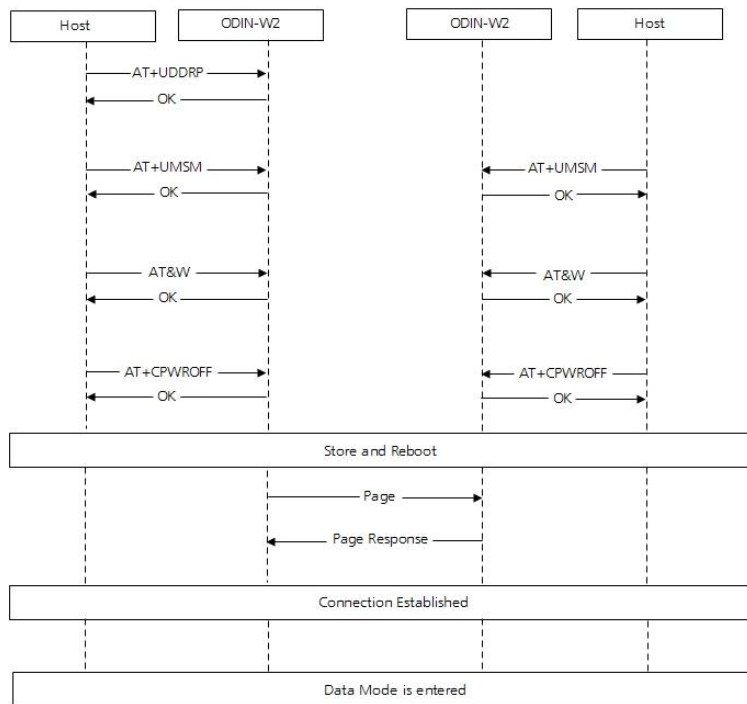 Host
ODIN-W2
ODIN-W2
Host
AT+UDDRP
OK
AT+UMSM
AT+UMSM
OK
OK
AT&W
AT&W
OK
OK
AT+CPWROFF
AT+CPWROFF
OK
OK
Store and Reboot
Page
Page Response
Connection Established
Data Mode is entered